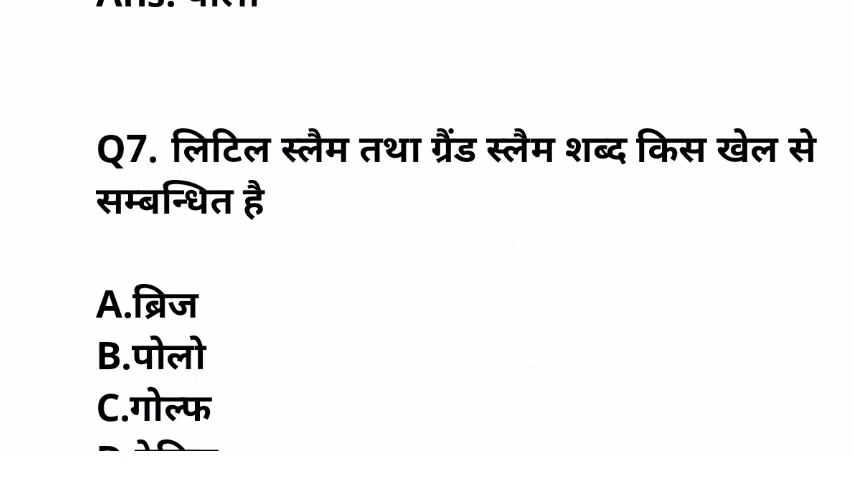 Q7. लिटिल स्लैम तथा ग्रैंड स्लैम शब्द किस खेल से
सम्बन्धित है
A.ब्रिज
B.पोलो
C.गोल्फ